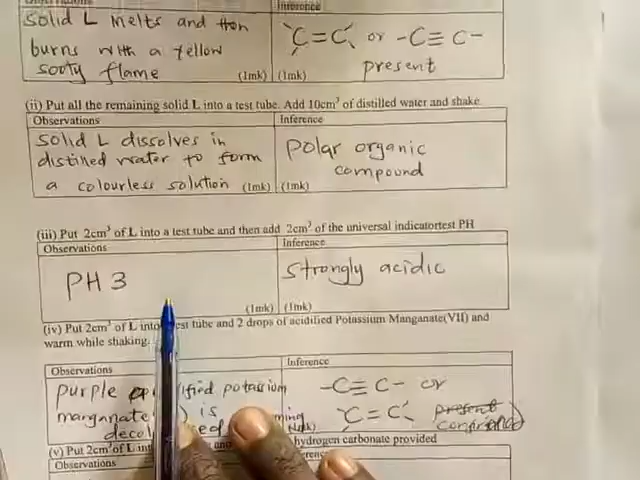 Inference
Solid L melts and then
burns with a yellow
sooty flame (1mk)
C=C or -C≡C-
present
(1mk)
(ii) Put all the remaining solid L into a test tube. Add 10cm³ of distilled water and shake
Observations
Inference
Solid L dissolves in
distilled water to form
a colourless solution (1mk)
Polar organic
compound
(1mk)
(iii) Put 2cm³ of L into a test tube and then add 2cm³ of the universal indicatortest PH
Observations
Inference
PH 3
(1mk)
Strongly acidic
(1mk)
(iv) Put 2cm³ of L into test tube and 2 drops of acidified Potassium Manganate(VII) and
warm while shaking.
Observations
Inference
purple potassium
manganate is
-C≡C- or
C=C confirmed
(v) Put 2cm³ of L
hydrogen carbonate provided
Observations